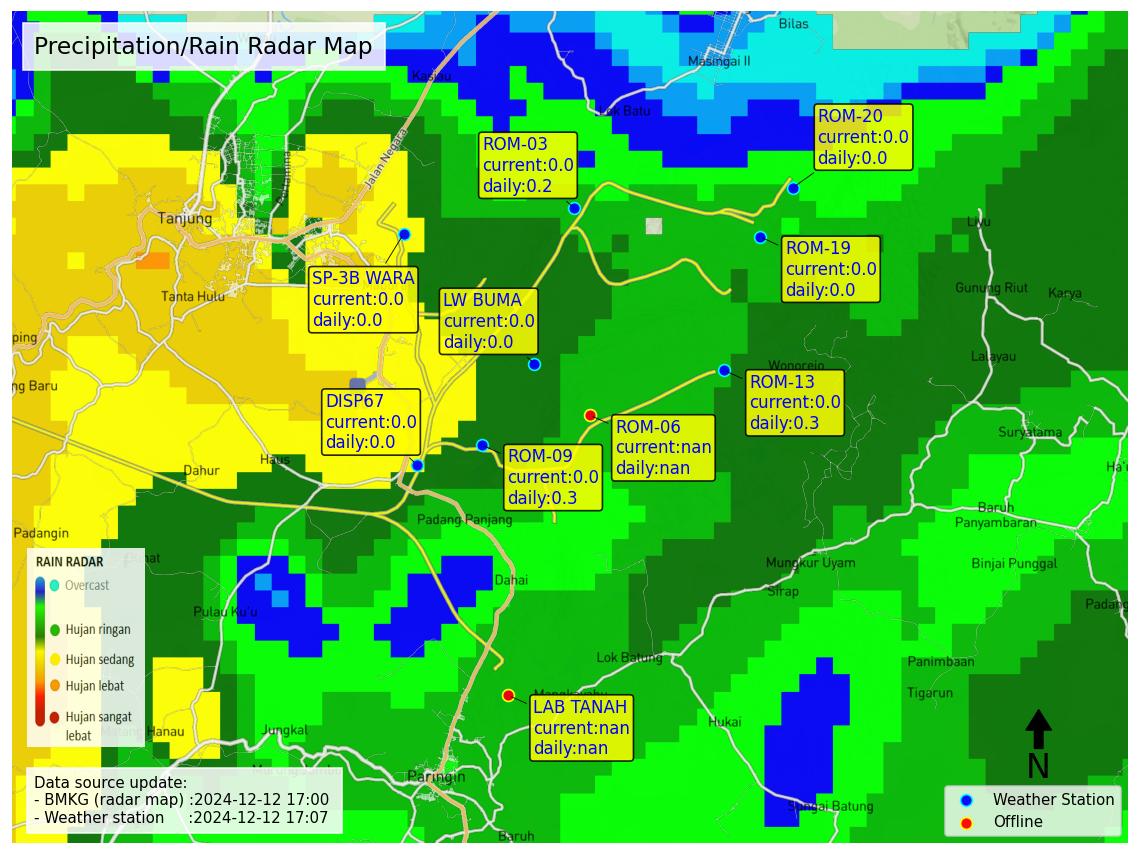 Precipitation/Rain Radar Map
Bilas
Masingai II
Kasiau
Lok Batu
ROM-20
current:0.0
daily:0.0
ROM-03
current:0.0
daily:0.2
Jalan Negara
Pertamina
Tanjung
Liyu
ROM-19
current:0.0
daily:0.0
SP-3B WARA
current:0.0
daily:0.0
LW BUMA
current:0.0
daily:0.0
Tanta Hulu
Gunung Riut
Karya
ping
Lalayau
Wonorejo
ng Baru
ROM-13
current:0.0
daily:0.3
DISP67
current:0.0
daily:0.0
ROM-06
current:nan
daily:nan
Suryatama
ROM-09
current:0.0
daily:0.3
Haus
Dahur
Ha'u
Baruh
Panyambaran
Padang Panjang
Padangin
Mungkur Uyam
Binjai Punggal
Dahai
Sirap
Padang
Pulau Ku'u
RAIN RADAR
Overcast
Hujan ringan
Hujan sedang
Hujan lebat
Hujan sangat
lebat
Lok Batung
Panimbaan
Tigarun
Mangkayahu
LAB TANAH
current:nan
daily:nan
Hukai
Jungkal
Matang Hanau
Paringin
N
Data source update:
- BMKG (radar map) :2024-12-12 17:00
- Weather station :2024-12-12 17:07
Sungai Batung
Weather Station
Offline
Baruh